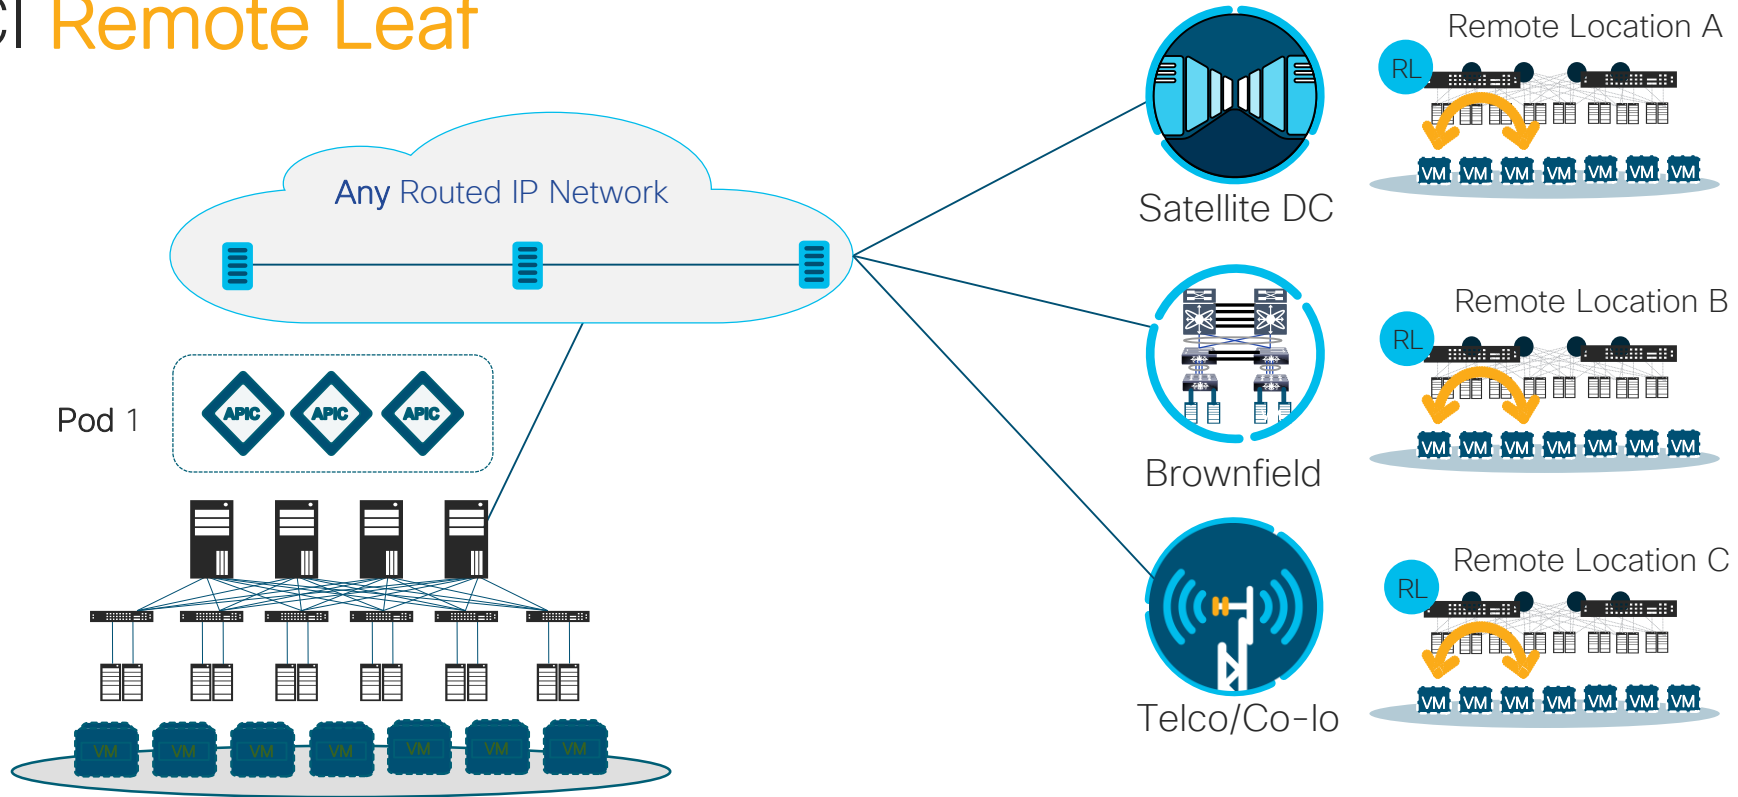 CI Remote Leaf
Any Routed IP Network
Pod 1
APIC APIC APIC
VM VM VM VM VM VM VM
Satellite DC
Brownfield
Telco/Co-lo
Remote Location A
RL
VM VM VM VM VM VM VM
Remote Location B
RL
VM VM VM VM VM VM VM
Remote Location C
RL
VM VM VM VM VM VM VM